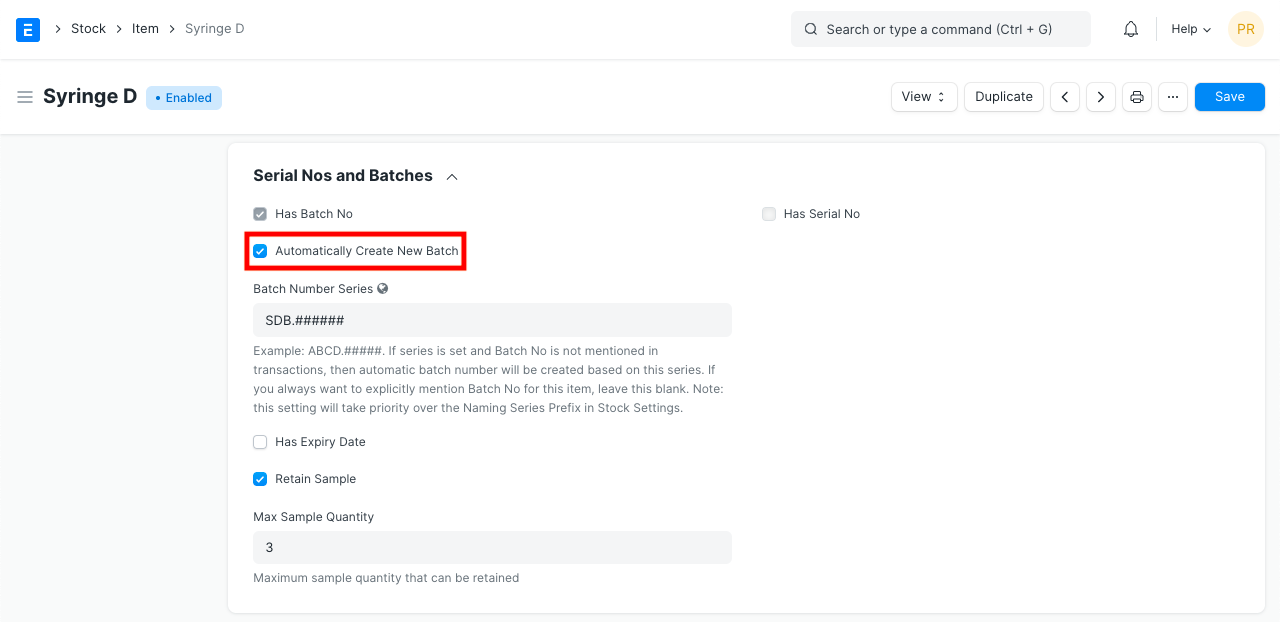 E Stock Item Syringe D Search or type a command (Ctrl + G) Help PR
Syringe D • Enabled View Duplicate ... Save
Serial Nos and Batches
Has Batch No Has Serial No
Automatically Create New Batch
Batch Number Series
SDB.######
Example: ABCD.#####. If series is set and Batch No is not mentioned in
transactions, then automatic batch number will be created based on this series. If
you always want to explicitly mention Batch No for this item, leave this blank. Note:
this setting will take priority over the Naming Series Prefix in Stock Settings.
Has Expiry Date
Retain Sample
Max Sample Quantity
3
Maximum sample quantity that can be retained